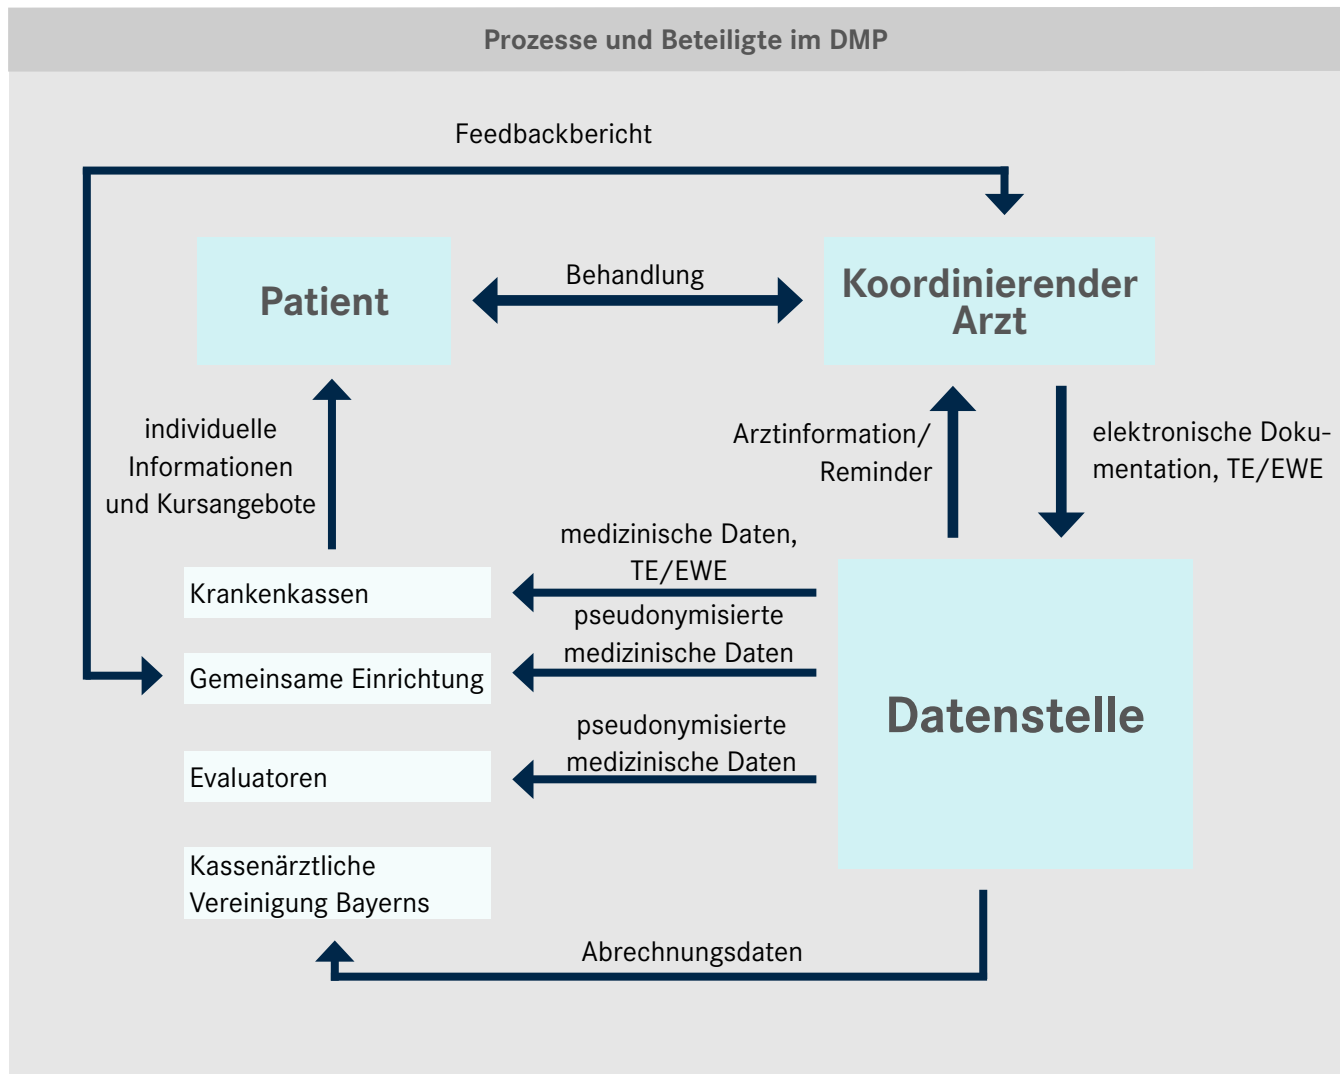 Prozesse und Beteiligte im DMP
Feedbackbericht
Patient
Behandlung
Koordinierender
Arzt
individuelle
Informationen
und Kursangebote
Arztinformation/
Reminder
elektronische Doku-
mentation, TE/EWE
medizinische Daten,
TE/EWE
Krankenkassen
pseudonymisierte
medizinische Daten
Gemeinsame Einrichtung
Datenstelle
pseudonymisierte
medizinische Daten
Evaluatoren
Kassenärztliche
Vereinigung Bayerns
Abrechnungsdaten